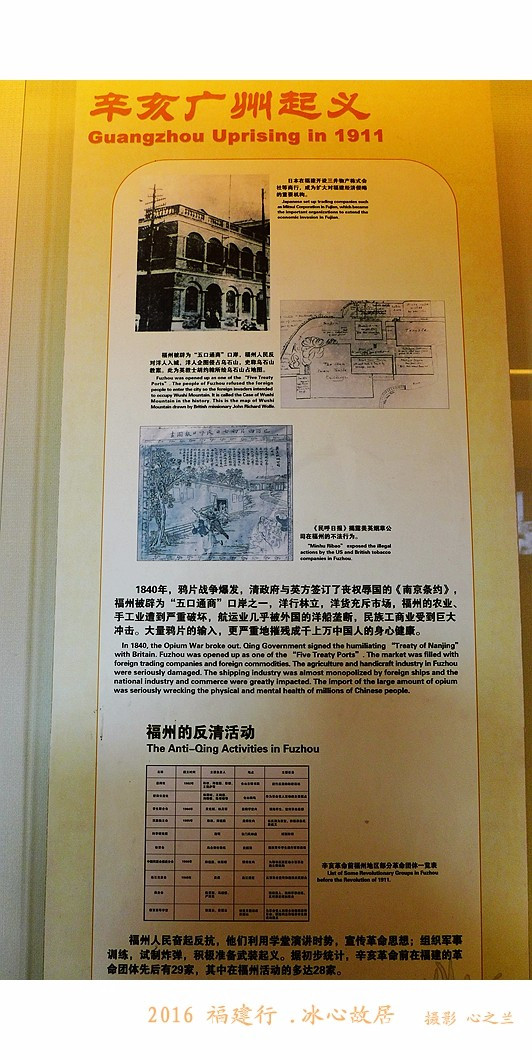 辛亥广州起义
Guangzhou Uprising in 1911
日本在福建开设三井物产株式会
社等商行，成为扩大对福建经济侵略
的重要机构。
Japanese set up trading companies such
as Mitsui Corporation in Fujian, which became
the important organizations to extend the
economic invasion in Fujian.
福州被辟为“五口通商”口岸，福州人民反
对洋人入城，洋人企图侵占乌石山，史称乌石山
教案。此为英教士胡约翰所绘乌石山占地图。
Fuzhou was opened up as one of the "Five Treaty
Ports". The people of Fuzhou refused the foreign
people to enter the city so the foreign invaders intended
to occupy Wushi Mountain. It is called the Case of Wushi
Mountain in the history. This is the map of Wushi
Mountain drawn by British missionary John Richard Wolfe.
《民呼日报》揭露美英烟草公
司在福州的不法行为。
"Minhu Ribao" exposed the illegal
actions by the US and British tobacco
companies in Fuzhou.
1840年，鸦片战争爆发，清政府与英方签订了丧权辱国的《南京条约》，
福州被辟为“五口通商”口岸之一，洋行林立，洋货充斥市场，福州的农业、
手工业遭到严重破坏，航运业几乎被外国的洋船垄断，民族工商业受到巨大
冲击。大量鸦片的输入，更严重地摧残成千上万中国人的身心健康。
In 1840, the Opium War broke out. Qing Government signed the humiliating "Treaty of Nanjing"
with Britain. Fuzhou was opened up as one of the "Five Treaty Ports". The market was filled with
foreign trading companies and foreign commodities. The agriculture and handicraft industry in Fuzhou
were seriously damaged. The shipping industry was almost monopolized by foreign ships and the
national industry and commerce were greatly impacted. The import of the large amount of opium
was seriously wrecking the physical and mental health of millions of Chinese people.
福州的反清活动
The Anti-Qing Activities in Fuzhou
辛亥革命前福州地区部分革命团体一览表
List of Some Revolutionary Groups in Fuzhou
before the Revolution of 1911.
福州人民奋起反抗，他们利用学堂演讲时势，宣传革命思想；组织军事
训练，试制炸弹，积极准备武装起义。据初步统计，辛亥革命前在福建的革
命团体先后有29家，其中在福州活动的多达28家。
2016 福建行 .冰心故居 摄影 心之兰